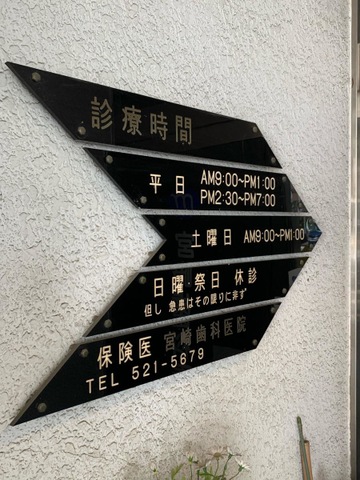 診療時間
平日 AM9:00~PM1:00
PM2:30~PM7:00
土曜日 AM9:00~PM1:00
日曜 祭日 休診
但し 急患はその限りに非ず
保険医 宮崎歯科医院
TEL 521-5679